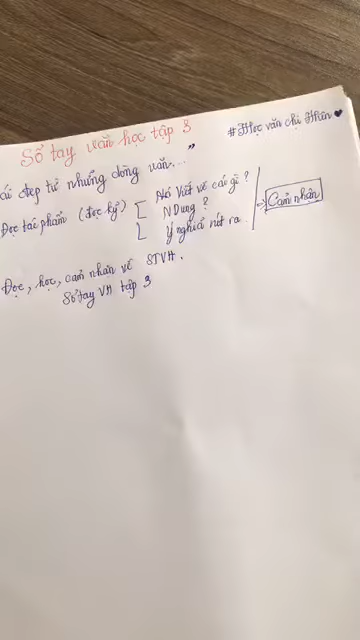 Sổ tay văn học tập 3
#Học văn chị Hiên
ái đẹp từ những dòng văn..."
Đọc tác phẩm (đọc kỹ)
Nó viết về cái gì?
NDung?
Ý nghĩa rút ra
→ Cảm nhận
Đọc, học, cảm nhận về STVH.
Sổ tay VH tập 3